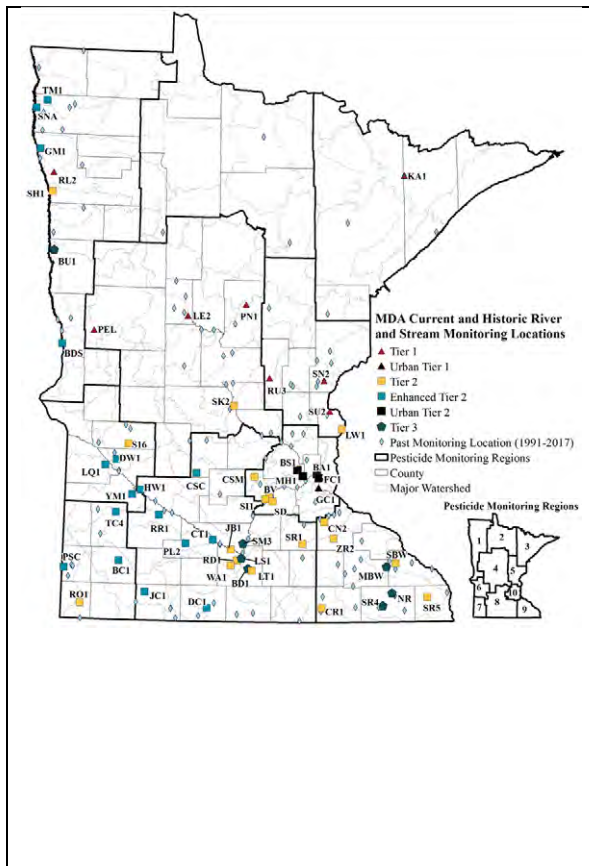 TM1
SNA
GM1
RL2
SH1
BU1
BDS
PEL
LE2
PN1
KA1
RU3
SN2
SU2
LW1
SK2
MDA Current and Historic River
and Stream Monitoring Locations
Tier 1
Urban Tier 1
Tier 2
Enhanced Tier 2
Urban Tier 2
Tier 3
Past Monitoring Location (1991-2017)
Pesticide Monitoring Regions
County
Major Watershed
S16
DW1
LQ1
YM1
HW1
CSC
CSM
BS1
BA1
MH1
FC1
GC1
BV
SI1
SD
TC4
RR1
CT1
JB1
PL2
SM3
SR1
CN2
ZR2
SBW
MBW
PSC
BC1
RD1
LS1
WA1
BD1
LT1
RO1
JC1
DC1
CR1
SR4
NR
SR5
Pesticide Monitoring Regions
1
2
3
4
5
6
7
8
10
9